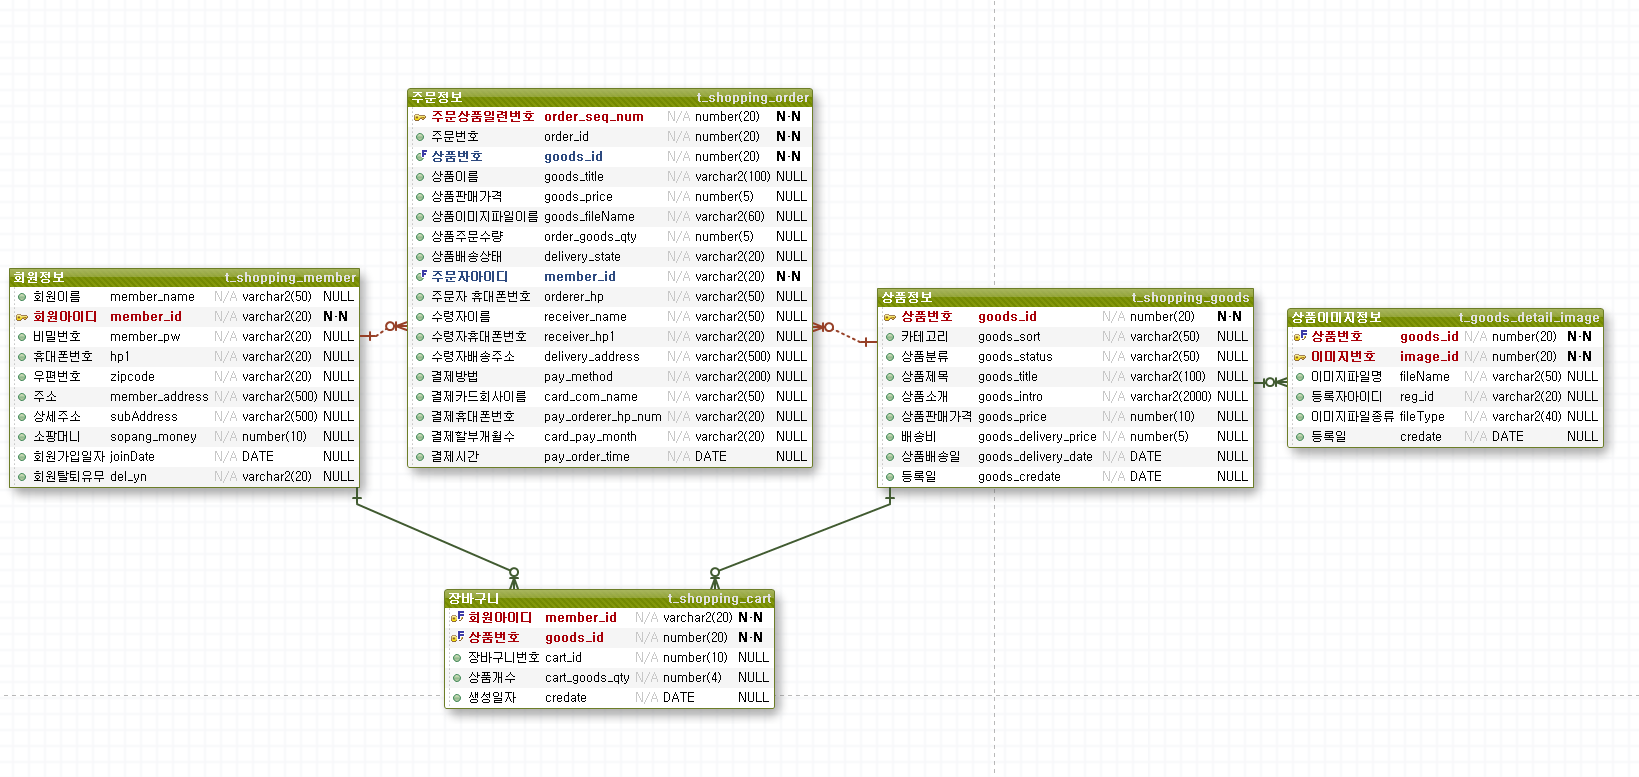 주문정보 t_shopping_order
주문상품일련번호 order_seq_num N/A number(20) N-N
주문번호 order_id N/A number(20) N-N
상품번호 goods_id N/A number(20) N-N
상품이름 goods_title N/A varchar2(100) NULL
상품판매가격 goods_price N/A number(5) NULL
상품이미지파일이름 goods_fileName N/A varchar2(60) NULL
상품주문수량 order_goods_qty N/A number(5) NULL
상품배송상태 delivery_state N/A varchar2(20) NULL
주문자아이디 member_id N/A varchar2(20) N-N
주문자 휴대폰번호 orderer_hp N/A varchar2(50) NULL
수령자이름 receiver_name N/A varchar2(50) NULL
수령자휴대폰번호 receiver_hp1 N/A varchar2(20) NULL
수령자배송주소 delivery_address N/A varchar2(500) NULL
결제방법 pay_method N/A varchar2(200) NULL
결제카드회사이름 card_com_name N/A varchar2(50) NULL
결제휴대폰번호 pay_orderer_hp_num N/A varchar2(20) NULL
결제할부개월수 card_pay_month N/A varchar2(20) NULL
결제시간 pay_order_time N/A DATE NULL
회원정보 t_shopping_member
회원이름 member_name N/A varchar2(50) NULL
회원아이디 member_id N/A varchar2(20) N-N
비밀번호 member_pw N/A varchar2(20) NULL
휴대폰번호 hp1 N/A varchar2(20) NULL
우편번호 zipcode N/A varchar2(20) NULL
주소 member_address N/A varchar2(500) NULL
상세주소 subAddress N/A varchar2(500) NULL
소팡머니 sopang_money N/A number(10) NULL
회원가입일자 joinDate N/A DATE NULL
회원탈퇴유무 del_yn N/A varchar2(20) NULL
상품정보 t_shopping_goods
상품번호 goods_id N/A number(20) N-N
카테고리 goods_sort N/A varchar2(50) NULL
상품분류 goods_status N/A varchar2(50) NULL
상품제목 goods_title N/A varchar2(100) NULL
상품소개 goods_intro N/A varchar2(2000) NULL
상품판매가격 goods_price N/A number(10) NULL
배송비 goods_delivery_price N/A number(5) NULL
상품배송일 goods_delivery_date N/A DATE NULL
등록일 goods_credate N/A DATE NULL
상품이미지정보 t_goods_detail_image
상품번호 goods_id N/A number(20) N-N
이미지번호 image_id N/A number(20) N-N
이미지파일명 fileName N/A varchar2(50) NULL
등록자아이디 reg_id N/A varchar2(20) NULL
이미지파일종류 fileType N/A varchar2(40) NULL
등록일 credate N/A DATE NULL
장바구니 t_shopping_cart
회원아이디 member_id N/A varchar2(20) N-N
상품번호 goods_id N/A number(20) N-N
장바구니번호 cart_id N/A number(10) NULL
상품개수 cart_goods_qty N/A number(4) NULL
생성일자 credate N/A DATE NULL